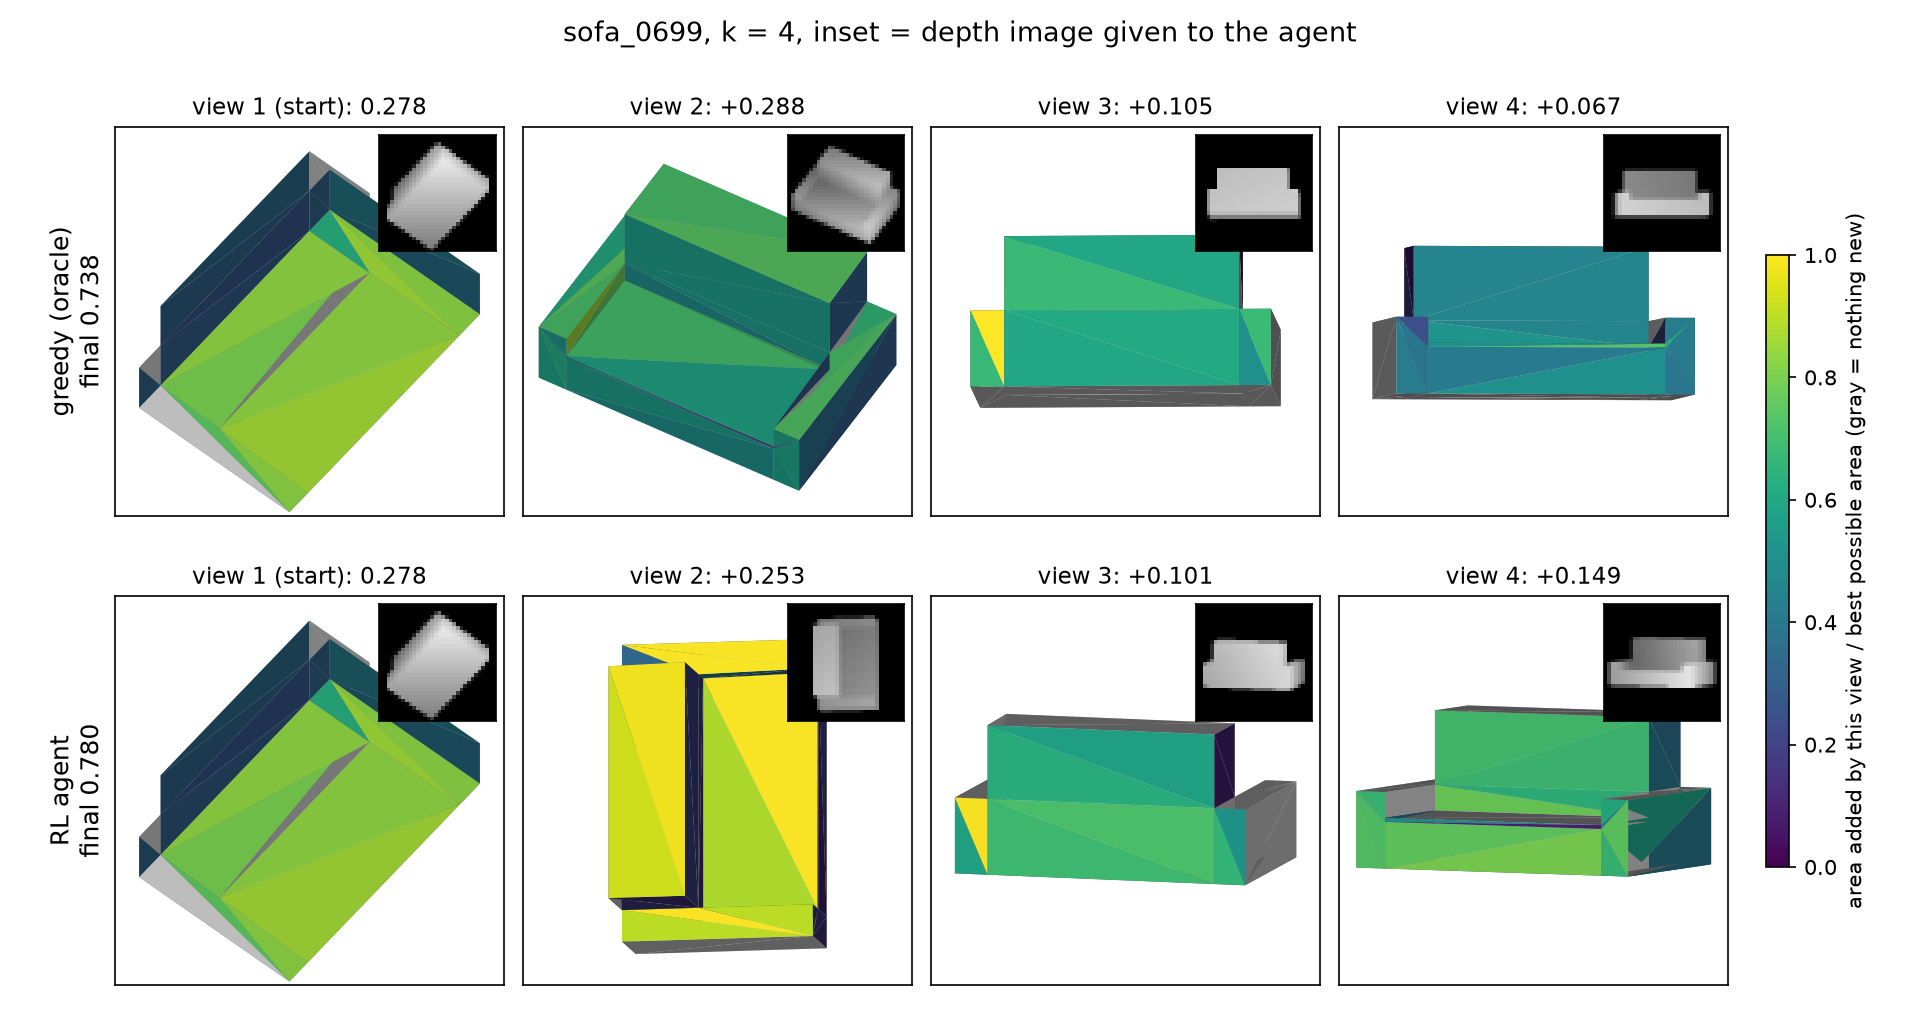 sofa_0699, k = 4, inset = depth image given to the agent
greedy (oracle)
final 0.738
view 1 (start): 0.278
view 2: +0.288
view 3: +0.105
view 4: +0.067
RL agent
final 0.780
view 1 (start): 0.278
view 2: +0.253
view 3: +0.101
view 4: +0.149
1.0
0.8
0.6
0.4
0.2
0.0
area added by this view / best possible area (gray = nothing new)